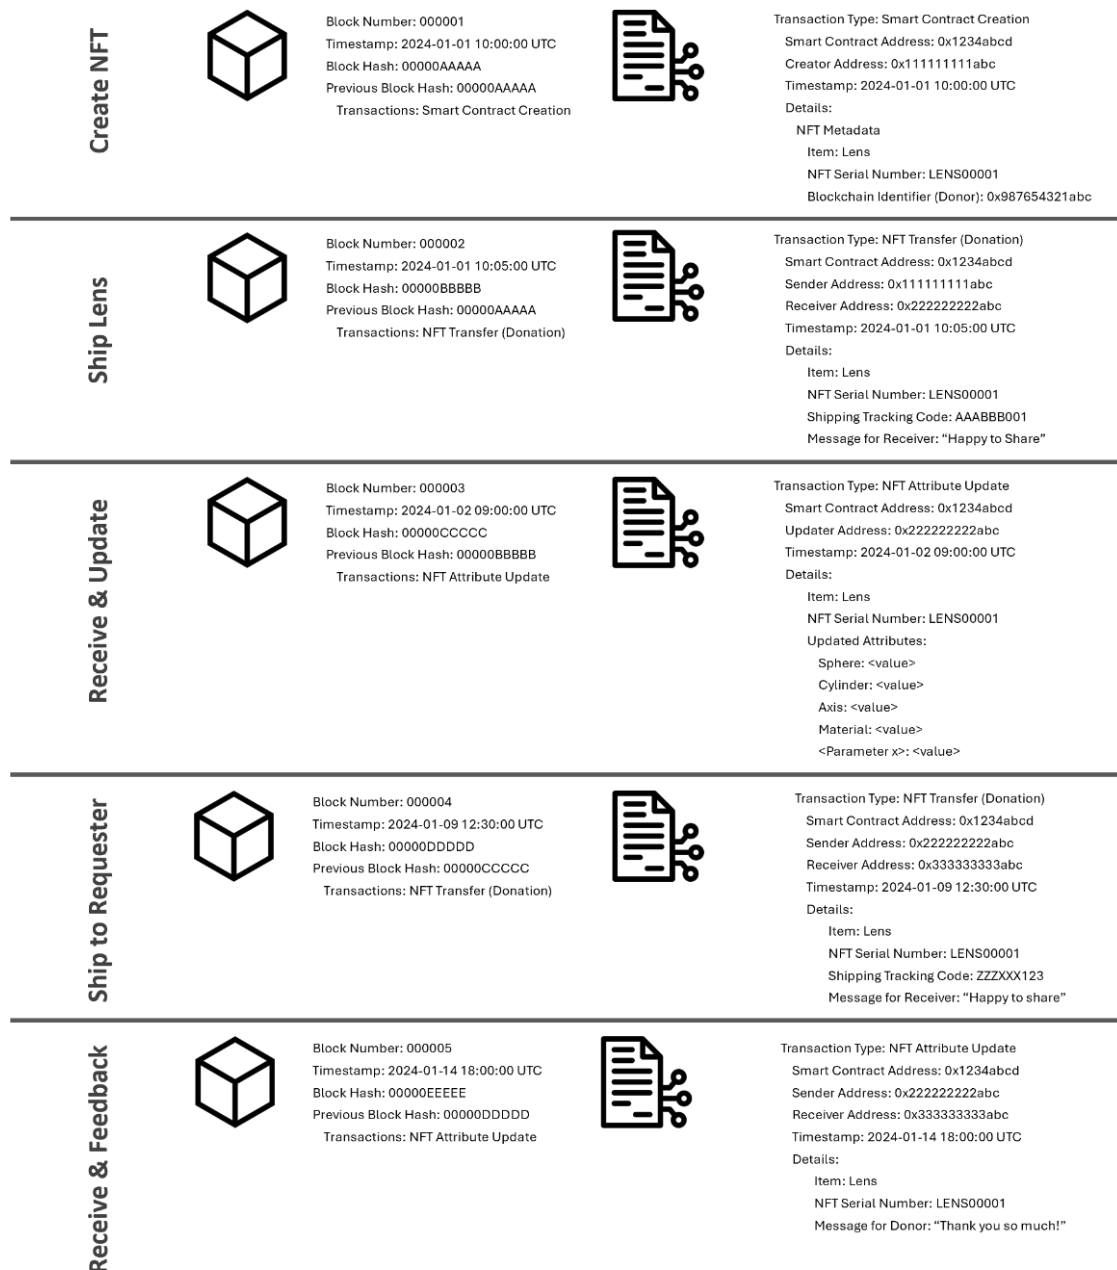 Create NFT
Block Number: 000001
Timestamp: 2024-01-01 10:00:00 UTC
Block Hash: 00000AAAAA
Previous Block Hash: 00000AAAAA
Transactions: Smart Contract Creation
Transaction Type: Smart Contract Creation
Smart Contract Address: 0x1234abcd
Creator Address: 0x111111111abc
Timestamp: 2024-01-01 10:00:00 UTC
Details:
NFT Metadata
Item: Lens
NFT Serial Number: LENS00001
Blockchain Identifier (Donor): 0x987654321abc
Ship Lens
Block Number: 000002
Timestamp: 2024-01-01 10:05:00 UTC
Block Hash: 00000BBBBB
Previous Block Hash: 00000AAAAA
Transactions: NFT Transfer (Donation)
Transaction Type: NFT Transfer (Donation)
Smart Contract Address: 0x1234abcd
Sender Address: 0x111111111abc
Receiver Address: 0x222222222abc
Timestamp: 2024-01-01 10:05:00 UTC
Details:
Item: Lens
NFT Serial Number: LENS00001
Shipping Tracking Code: AAABBB001
Message for Receiver: “Happy to Share”
Receive & Update
Block Number: 000003
Timestamp: 2024-01-02 09:00:00 UTC
Block Hash: 00000CCCCC
Previous Block Hash: 00000BBBBB
Transactions: NFT Attribute Update
Transaction Type: NFT Attribute Update
Smart Contract Address: 0x1234abcd
Updater Address: 0x222222222abc
Timestamp: 2024-01-02 09:00:00 UTC
Details:
Item: Lens
NFT Serial Number: LENS00001
Updated Attributes:
Sphere: <value>
Cylinder: <value>
Axis: <value>
Material: <value>
<Parameter x>: <value>
Ship to Requester
Block Number: 000004
Timestamp: 2024-01-09 12:30:00 UTC
Block Hash: 00000DDDDD
Previous Block Hash: 00000CCCCC
Transactions: NFT Transfer (Donation)
Transaction Type: NFT Transfer (Donation)
Smart Contract Address: 0x1234abcd
Sender Address: 0x222222222abc
Receiver Address: 0x333333333abc
Timestamp: 2024-01-09 12:30:00 UTC
Details:
Item: Lens
NFT Serial Number: LENS00001
Shipping Tracking Code: ZZZXXX123
Message for Receiver: “Happy to share”
Receive & Feedback
Block Number: 000005
Timestamp: 2024-01-14 18:00:00 UTC
Block Hash: 00000EEEEE
Previous Block Hash: 00000DDDDD
Transactions: NFT Attribute Update
Transaction Type: NFT Attribute Update
Smart Contract Address: 0x1234abcd
Sender Address: 0x222222222abc
Receiver Address: 0x333333333abc
Timestamp: 2024-01-14 18:00:00 UTC
Details:
Item: Lens
NFT Serial Number: LENS00001
Message for Donor: “Thank you so much!”